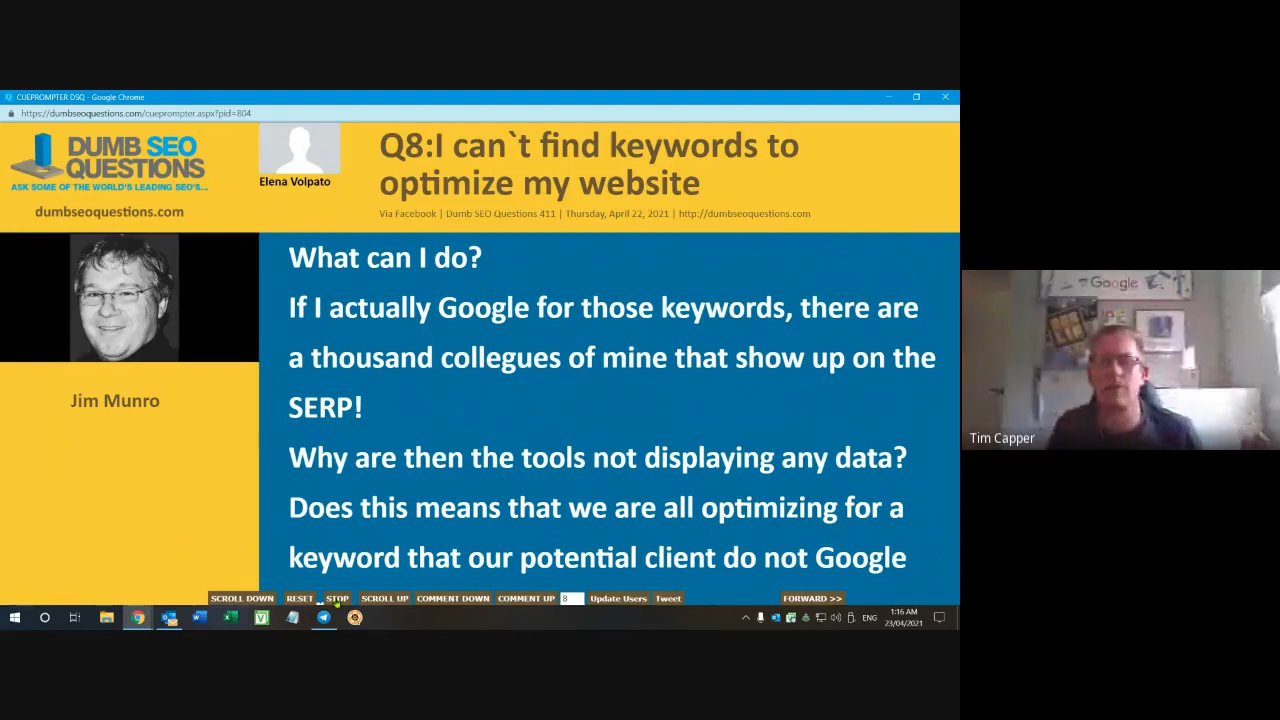 CUEPROMPTER DSQ - Google Chrome
https://dumbseoquestions.com/cueprompter.aspx?pid=804
DUMB SEO
QUESTIONS
ASK SOME OF THE WORLD'S LEADING SEO'S...
dumbseoquestions.com
Elena Volpato
Q8:I can`t find keywords to
optimize my website
Via Facebook | Dumb SEO Questions 411 | Thursday, April 22, 2021 | http://dumbseoquestions.com
Jim Munro
What can I do?
If I actually Google for those keywords, there are
a thousand collegues of mine that show up on the
SERP!
Why are then the tools not displaying any data?
Does this means that we are all optimizing for a
keyword that our potential client do not Google
SCROLL DOWN RESET STOP SCROLL UP COMMENT DOWN COMMENT UP 8 Update Users Tweet FORWARD >>
ENG
1:16 AM
23/04/2021
Google
Tim Capper